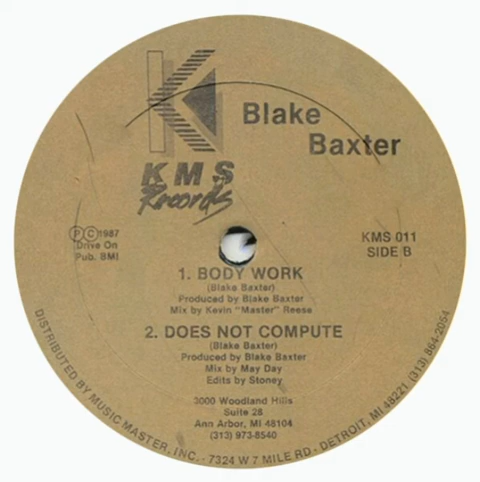 K
Blake
Baxter
KMS
Records
Ⓟ Ⓒ 1987
Drive On
Pub. BMI
KMS 011
SIDE B
1. BODY WORK
(Blake Baxter)
Produced by Blake Baxter
Mix by Kevin "Master" Reese
2. DOES NOT COMPUTE
(Blake Baxter)
Produced by Blake Baxter
Mix by May Day
Edits by Stoney
3000 Woodland Hills
Suite 28
Ann Arbor, MI 48104
(313) 973-8540
DISTRIBUTED BY MUSIC MASTER, INC. - 7324 W 7 MILE RD - DETROIT, MI 48221 (313) 864-2054